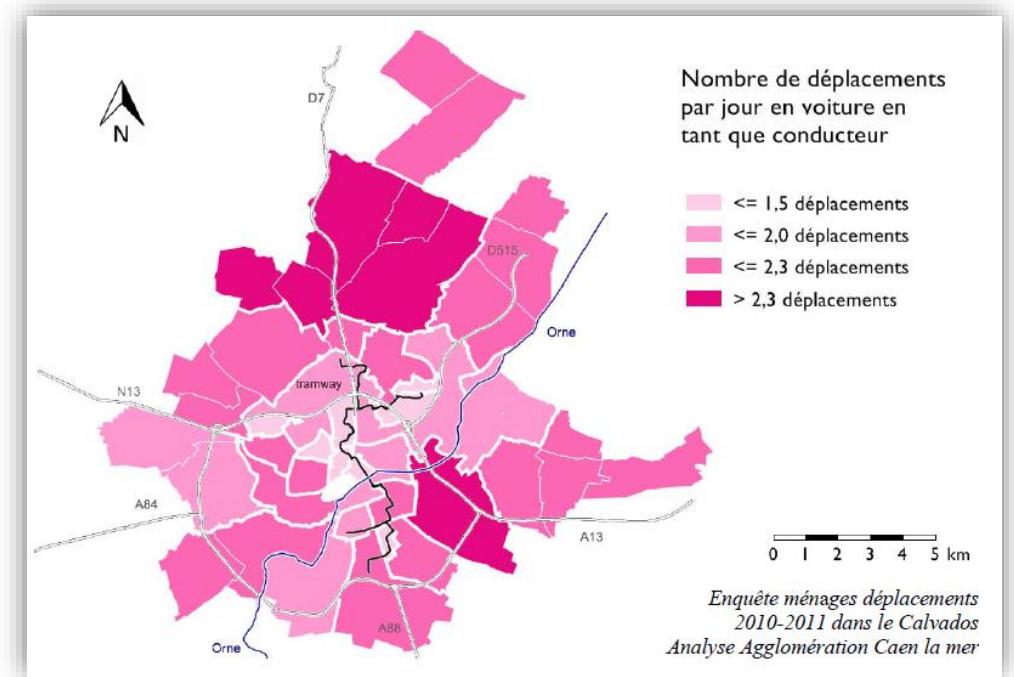 Nombre de déplacements
par jour en voiture en
tant que conducteur
<= 1,5 déplacements
<= 2,0 déplacements
<= 2,3 déplacements
> 2,3 déplacements
N
D7
D515
Orne
tramway
N13
A84
A13
A88
Orne
0 1 2 3 4 5 km
Enquête ménages déplacements
2010-2011 dans le Calvados
Analyse Agglomération Caen la mer